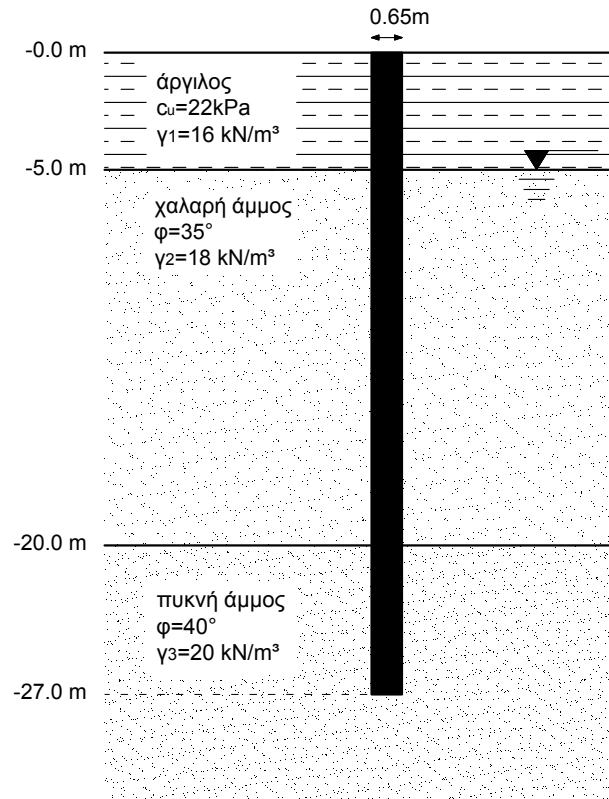 0.65m
-0.0 m
άργιλος
cu=22kPa
γ1=16 kN/m³
-5.0 m
χαλαρή άμμος
φ=35°
γ2=18 kN/m³
-20.0 m
πυκνή άμμος
φ=40°
γ3=20 kN/m³
-27.0 m